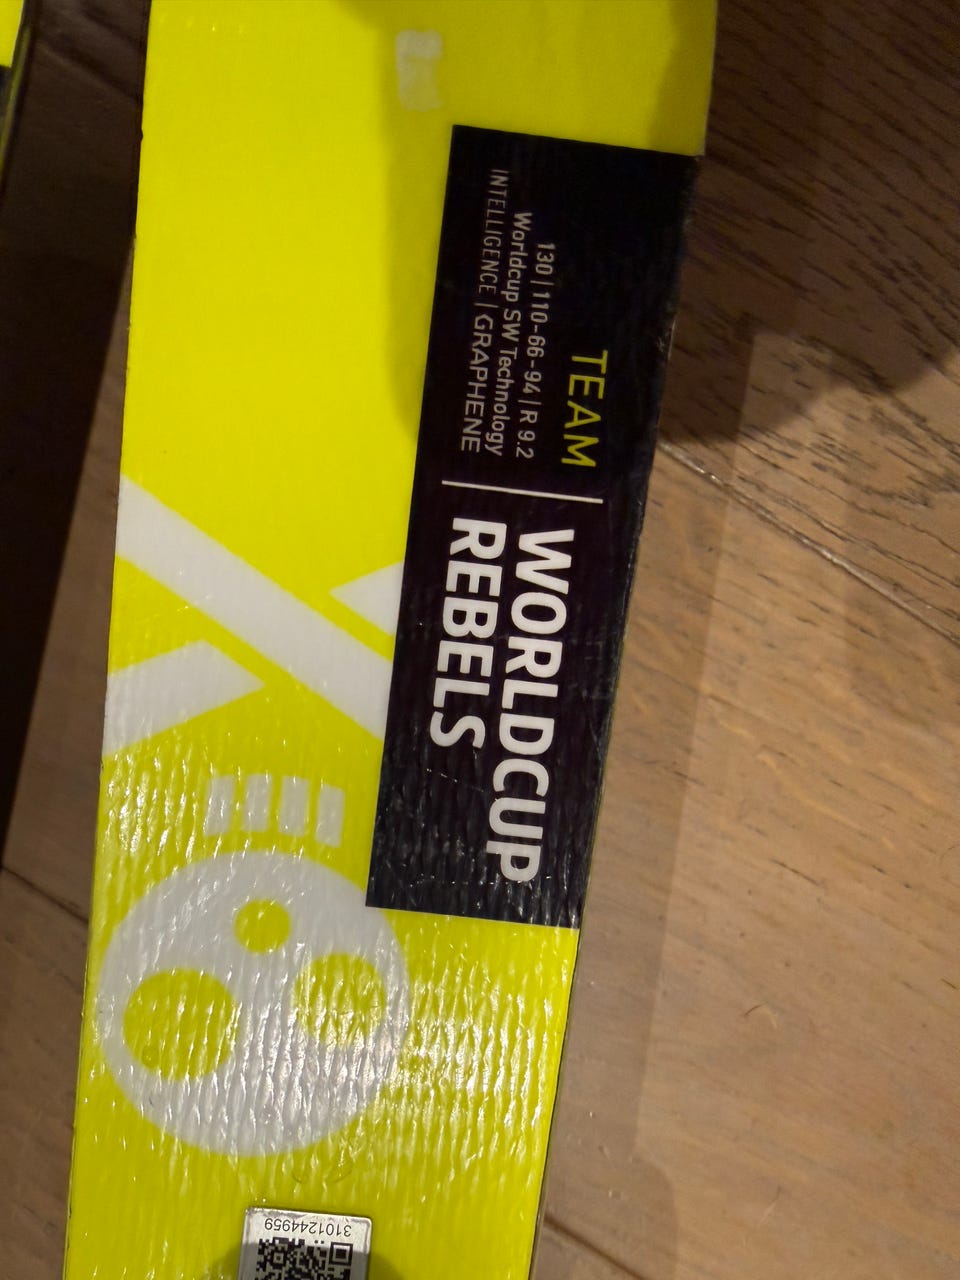 WORLDCUP
REBELS
TEAM
130 | 110-66-94 | R 9.2
Worldcup SW Technology
INTELLIGENCE | GRAPHENE
3101244959